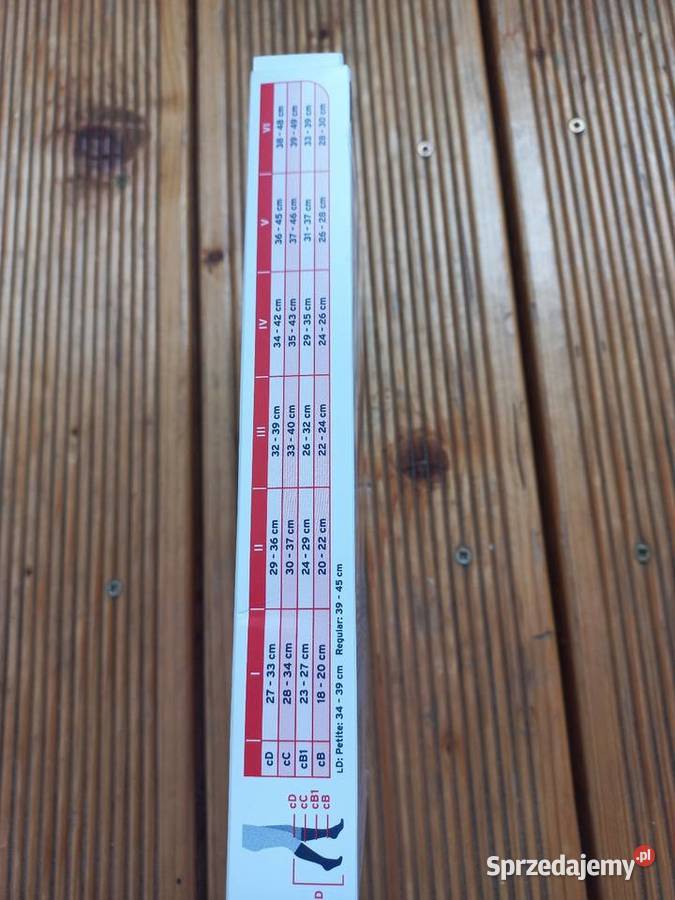 I II III IV V VI
cD 27 - 33 cm 29 - 36 cm 32 - 39 cm 34 - 42 cm 36 - 45 cm 38 - 48 cm
cC 28 - 34 cm 30 - 37 cm 33 - 40 cm 35 - 43 cm 37 - 46 cm 39 - 49 cm
cB1 23 - 27 cm 24 - 29 cm 26 - 32 cm 29 - 35 cm 31 - 37 cm 33 - 39 cm
cB 18 - 20 cm 20 - 22 cm 22 - 24 cm 24 - 26 cm 26 - 28 cm 28 - 30 cm
LD: Petite: 34 - 39 cm Regular: 39 - 45 cm
cD
cC
cB1
cB
D
Sprzedajemy.pl